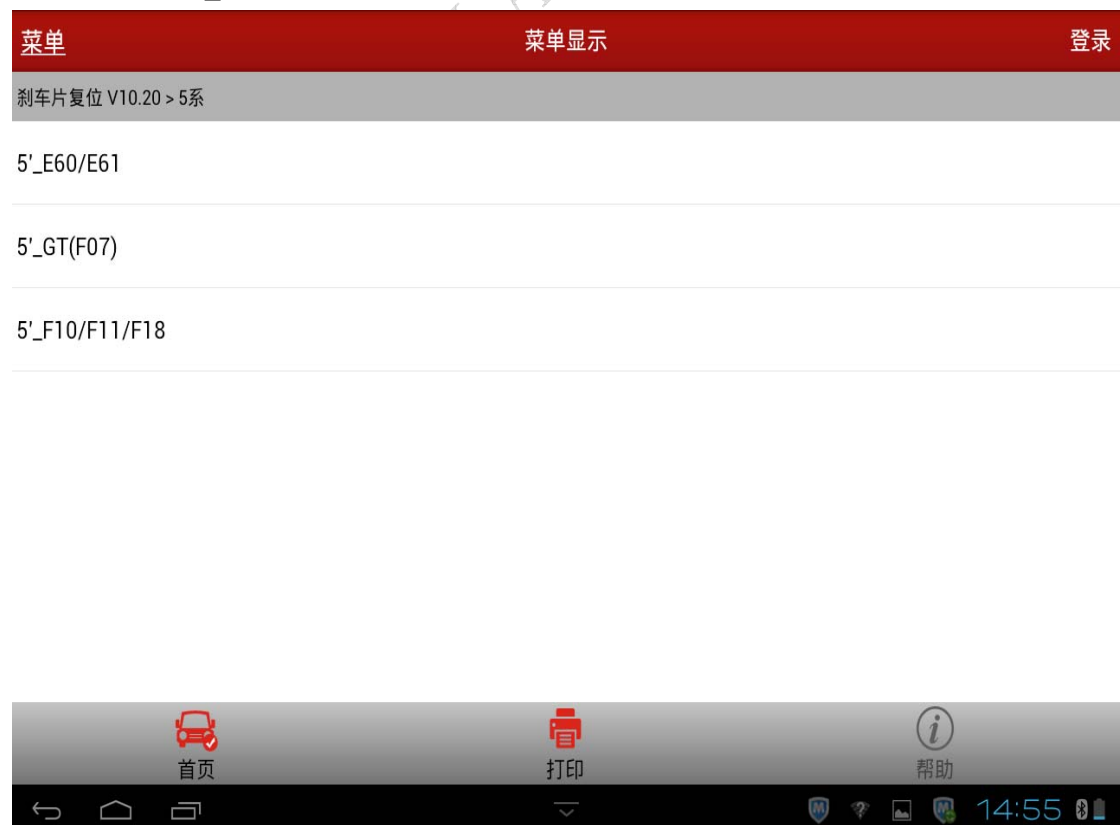 菜单 菜单显示 登录
刹车片复位 V10.20 > 5系
5'_E60/E61
5'_GT(F07)
5'_F10/F11/F18
首页 打印 帮助
14:55